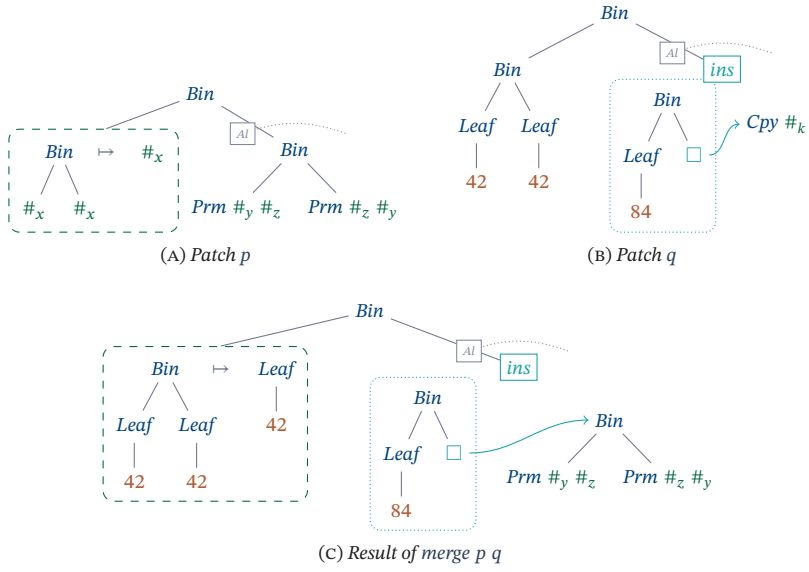 Bin
Al
Bin ↦ #x
#x #x
Bin
Prm #y #z Prm #z #y
(A) Patch p
Bin
Al
ins
Bin
Leaf Leaf
42 42
Bin
Leaf □
84
Cpy #k
(B) Patch q
Bin
Al
ins
Bin ↦ Leaf
Leaf Leaf 42
42 42
Bin
Leaf □
84
Bin
Prm #y #z Prm #z #y
(C) Result of merge p q